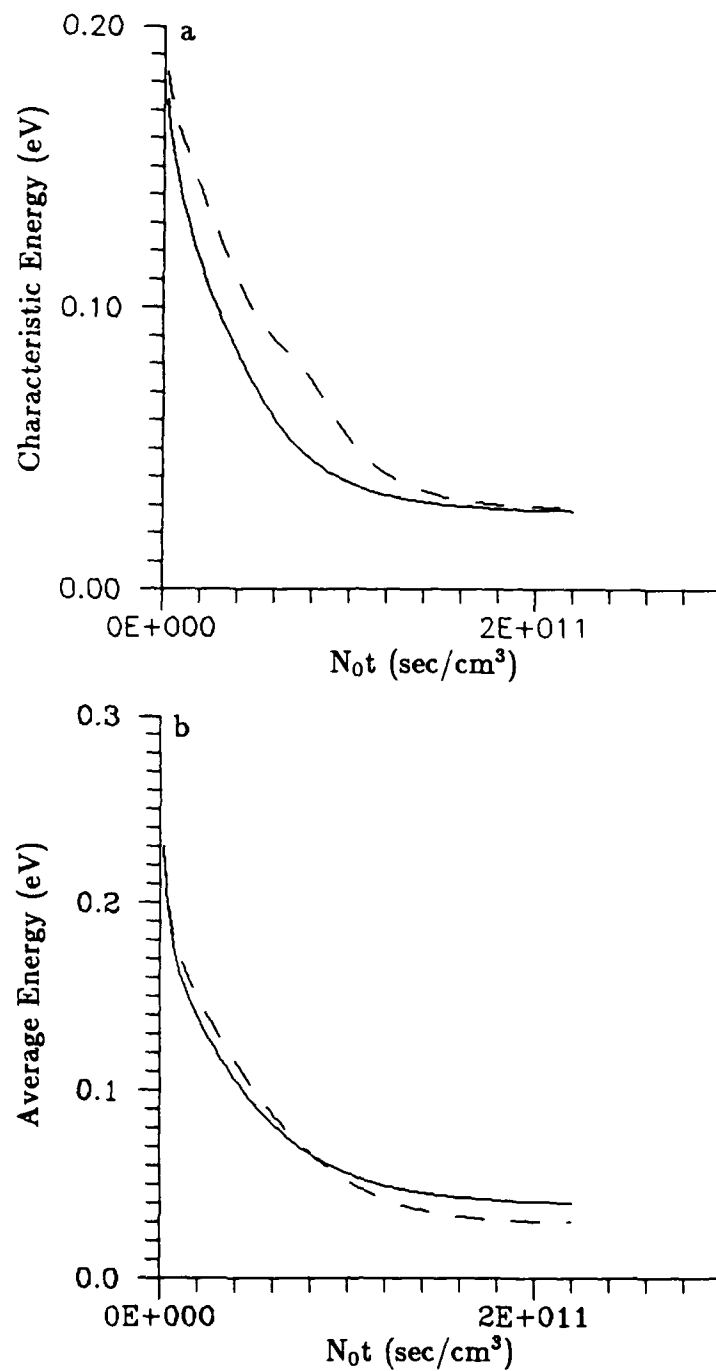 a
0.20
0.10
0.00
Characteristic Energy (eV)
0E+000
2E+011
N₀t (sec/cm³)
b
0.3
0.2
0.1
0.0
Average Energy (eV)
0E+000
2E+011
N₀t (sec/cm³)